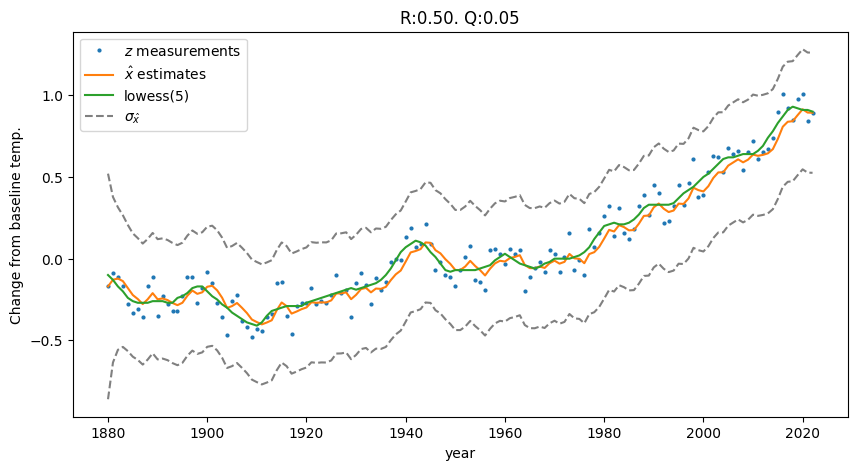 R:0.50. Q:0.05
z measurements
x̂ estimates
lowess(5)
σx̂
Change from baseline temp.
1.0
0.5
0.0
−0.5
1880 1900 1920 1940 1960 1980 2000 2020
year